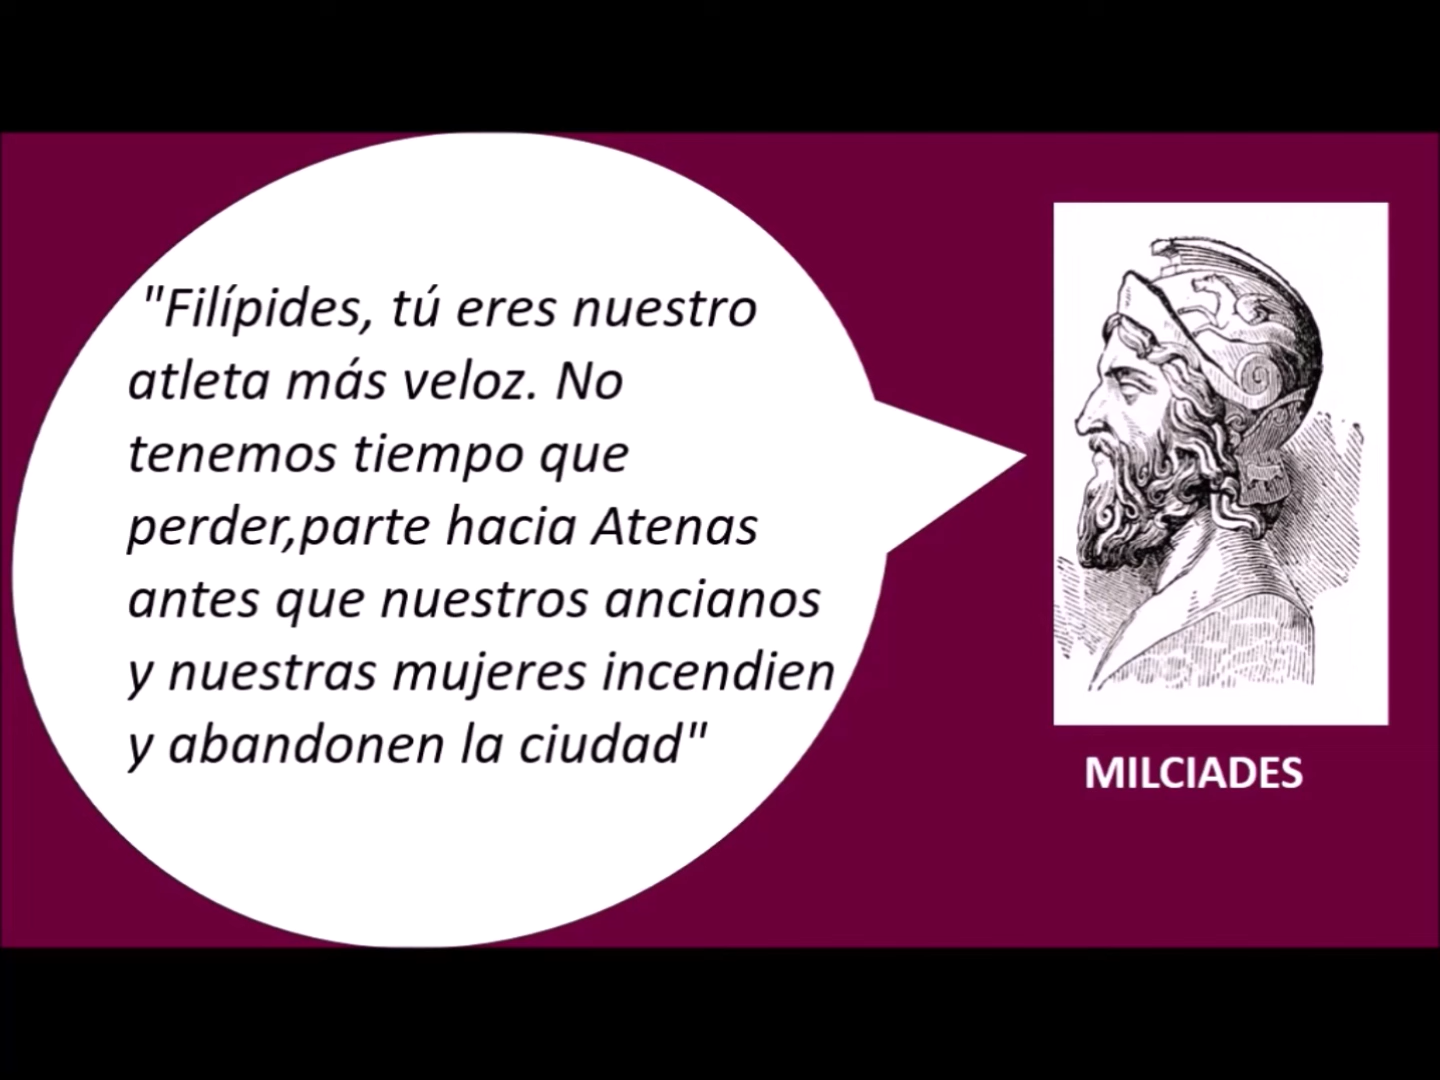 "Filípides, tú eres nuestro
atleta más veloz. No
tenemos tiempo que
perder,parte hacia Atenas
antes que nuestros ancianos
y nuestras mujeres incendien
y abandonen la ciudad"
MILCIADES